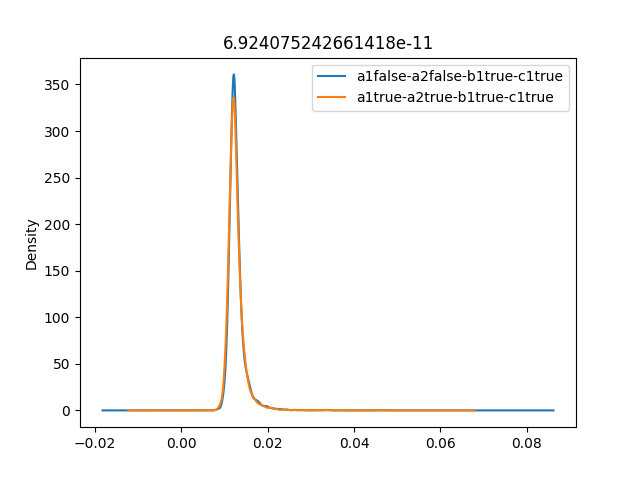 6.924075242661418e-11
a1false-a2false-b1true-c1true
a1true-a2true-b1true-c1true
350
300
250
200
150
100
50
0
Density
−0.02 0.00 0.02 0.04 0.06 0.08